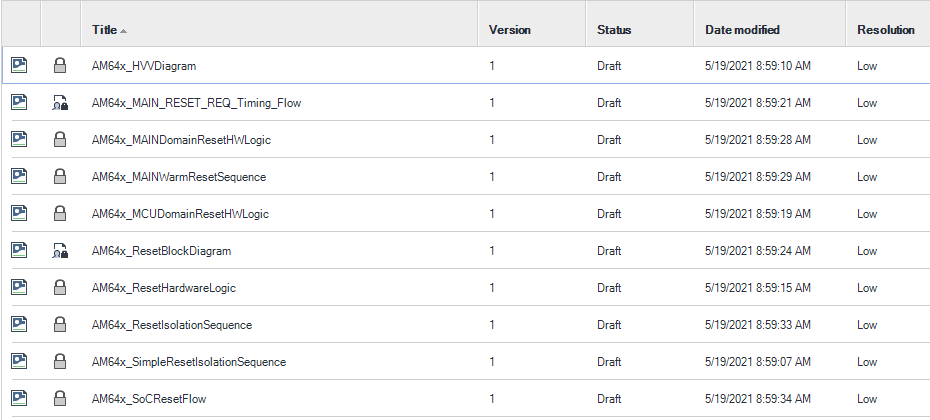 Title Version Status Date modified Resolution
AM64x_HVVDiagram 1 Draft 5/19/2021 8:59:10 AM Low
AM64x_MAIN_RESET_REQ_Timing_Flow 1 Draft 5/19/2021 8:59:21 AM Low
AM64x_MAINDomainResetHWLogic 1 Draft 5/19/2021 8:59:28 AM Low
AM64x_MAINWarmResetSequence 1 Draft 5/19/2021 8:59:29 AM Low
AM64x_MCUDomainResetHWLogic 1 Draft 5/19/2021 8:59:19 AM Low
AM64x_ResetBlockDiagram 1 Draft 5/19/2021 8:59:24 AM Low
AM64x_ResetHardwareLogic 1 Draft 5/19/2021 8:59:15 AM Low
AM64x_ResetIsolationSequence 1 Draft 5/19/2021 8:59:33 AM Low
AM64x_SimpleResetIsolationSequence 1 Draft 5/19/2021 8:59:07 AM Low
AM64x_SoCResetFlow 1 Draft 5/19/2021 8:59:34 AM Low